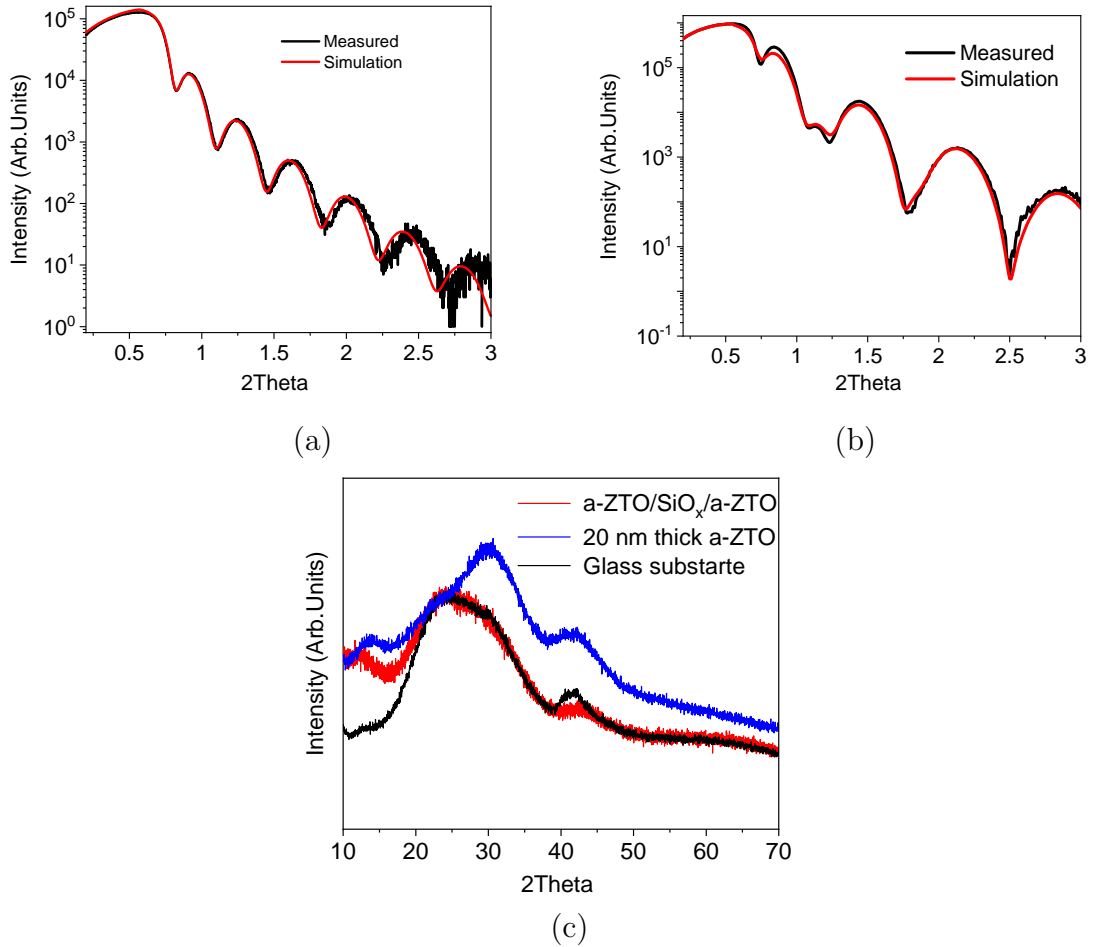 10^5
10^4
10^3
10^2
10^1
10^0
Intensity (Arb.Units)
Measured
Simulation
0.5 1 1.5 2 2.5 3
2Theta
(a)
10^5
10^3
10^1
10^-1
Intensity (Arb.Units)
Measured
Simulation
0.5 1 1.5 2 2.5 3
2Theta
(b)
Intensity (Arb.Units)
a-ZTO/SiO_x/a-ZTO
20 nm thick a-ZTO
Glass substarte
10 20 30 40 50 60 70
2Theta
(c)